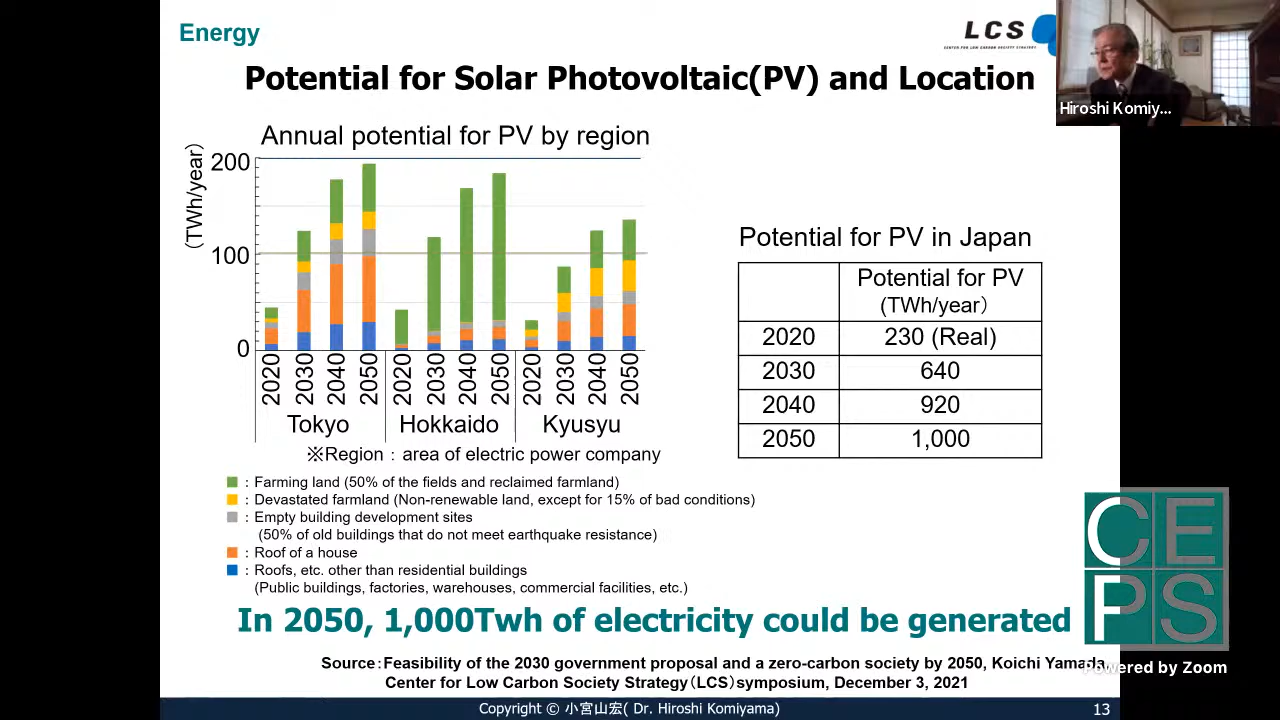 Energy
LCS
CENTER FOR LOW CARBON SOCIETY STRATEGY
Hiroshi Komiy...
Potential for Solar Photovoltaic(PV) and Location
Annual potential for PV by region
(TWh/year)
200
100
0
2020 2030 2040 2050 2020 2030 2040 2050 2020 2030 2040 2050
Tokyo Hokkaido Kyusyu
※Region：area of electric power company
Potential for PV in Japan
Potential for PV
(TWh/year)
2020 230 (Real)
2030 640
2040 920
2050 1,000
: Farming land (50% of the fields and reclaimed farmland)
: Devastated farmland (Non-renewable land, except for 15% of bad conditions)
: Empty building development sites
(50% of old buildings that do not meet earthquake resistance)
: Roof of a house
: Roofs, etc. other than residential buildings
(Public buildings, factories, warehouses, commercial facilities, etc.)
In 2050, 1,000Twh of electricity could be generated
CE
PS
Source：Feasibility of the 2030 government proposal and a zero-carbon society by 2050, Koichi Yamada,
Center for Low Carbon Society Strategy（LCS）symposium, December 3, 2021
Powered by Zoom
Copyright © 小宮山宏( Dr. Hiroshi Komiyama)
13